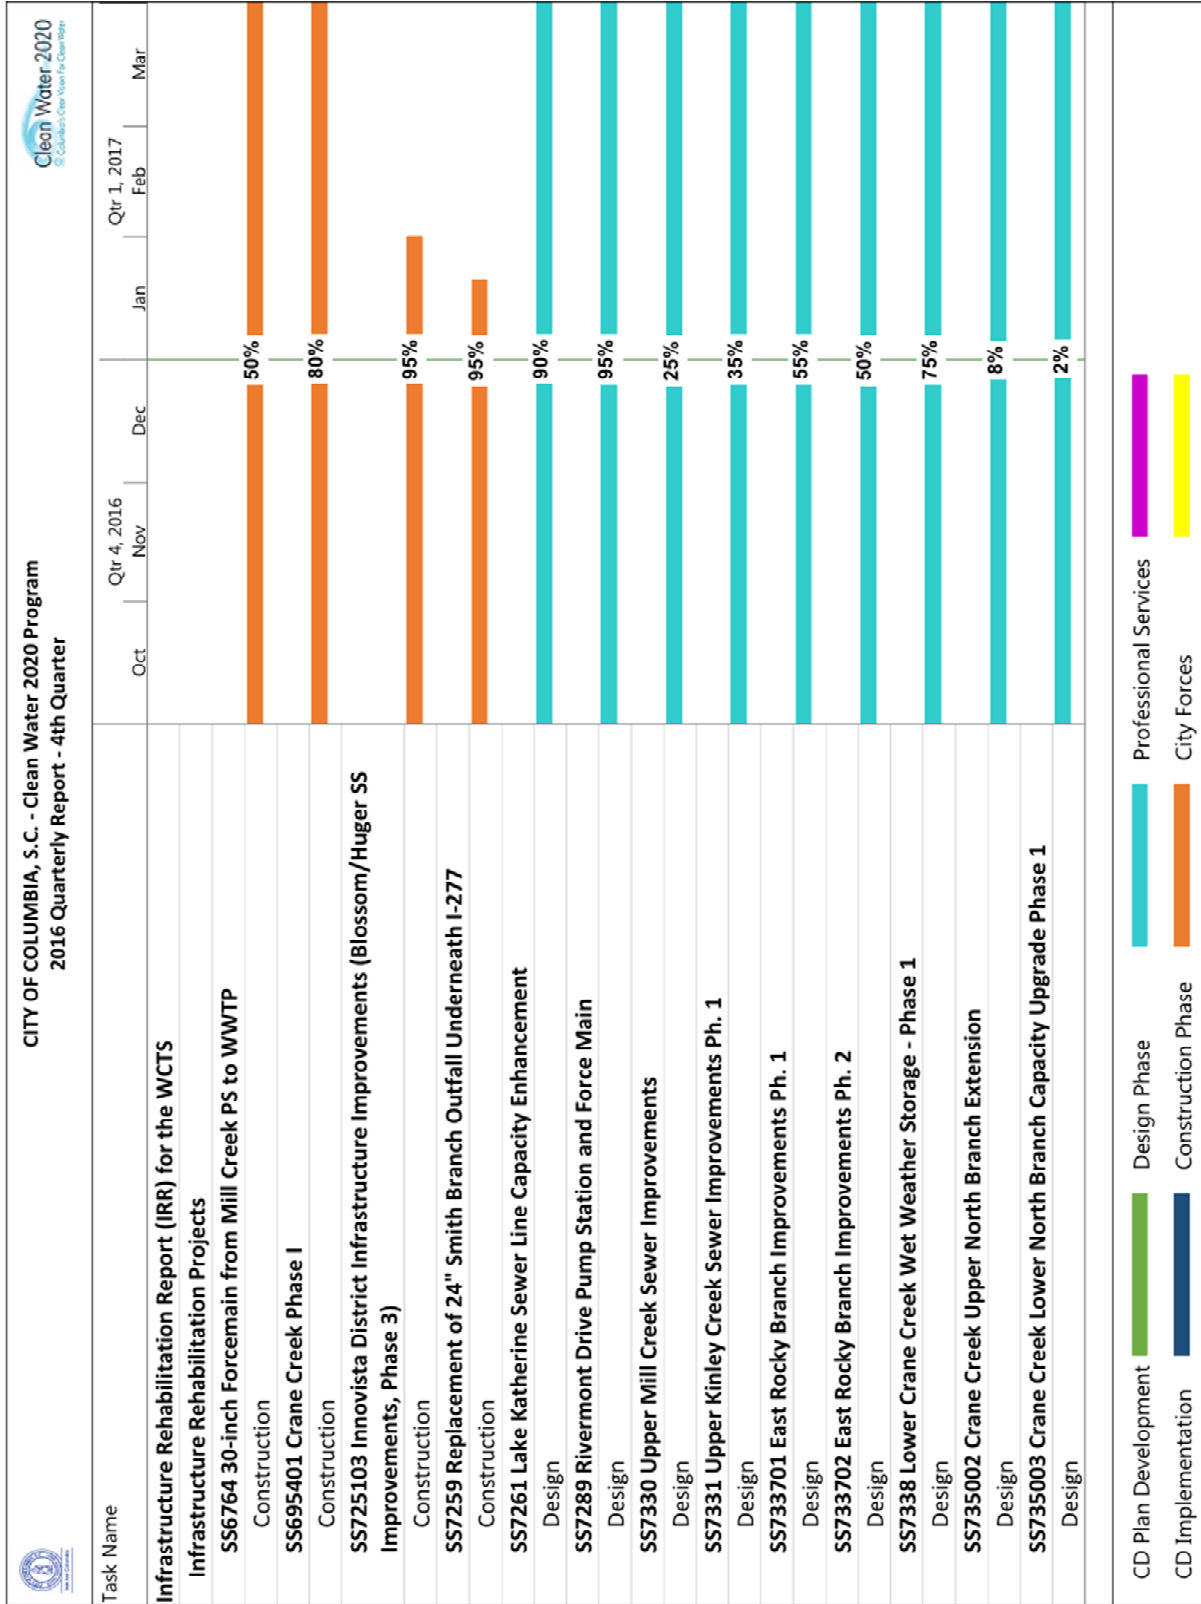 CITY OF COLUMBIA, S.C. - Clean Water 2020 Program
2016 Quarterly Report - 4th Quarter
Clean Water 2020
Columbia's Clear Vision For Clean Water
Task Name
Qtr 4, 2016
Qtr 1, 2017
Oct
Nov
Dec
Jan
Feb
Mar
Infrastructure Rehabilitation Report (IRR) for the WCTS
Infrastructure Rehabilitation Projects
SS6764 30-inch Forcemain from Mill Creek PS to WWTP
Construction
50%
SS695401 Crane Creek Phase I
Construction
80%
SS725103 Innovista District Infrastructure Improvements (Blossom/Huger SS
Improvements, Phase 3)
Construction
95%
SS7259 Replacement of 24" Smith Branch Outfall Underneath I-277
Construction
95%
SS7261 Lake Katherine Sewer Line Capacity Enhancement
Design
90%
SS7289 Rivermont Drive Pump Station and Force Main
Design
95%
SS7330 Upper Mill Creek Sewer Improvements
Design
25%
SS7331 Upper Kinley Creek Sewer Improvements Ph. 1
Design
35%
SS733701 East Rocky Branch Improvements Ph. 1
Design
55%
SS733702 East Rocky Branch Improvements Ph. 2
Design
50%
SS7338 Lower Crane Creek Wet Weather Storage - Phase 1
Design
75%
SS735002 Crane Creek Upper North Branch Extension
Design
8%
SS735003 Crane Creek Lower North Branch Capacity Upgrade Phase 1
Design
2%
CD Plan Development
Design Phase
Professional Services
CD Implementation
Construction Phase
City Forces